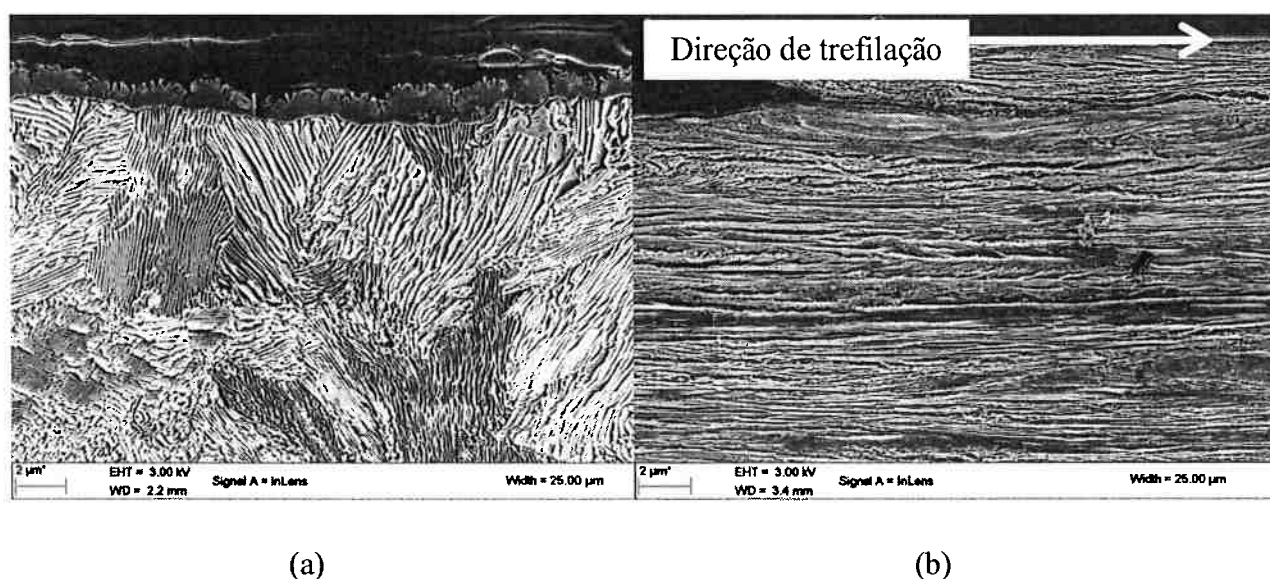 Direção de trefilação
2 µm*
EHT = 3.00 kV
WD = 2.2 mm
Signal A = InLens
Width = 25.00 µm
2 µm*
EHT = 3.00 kV
WD = 3.4 mm
Signal A = InLens
Width = 25.00 µm
(a)
(b)